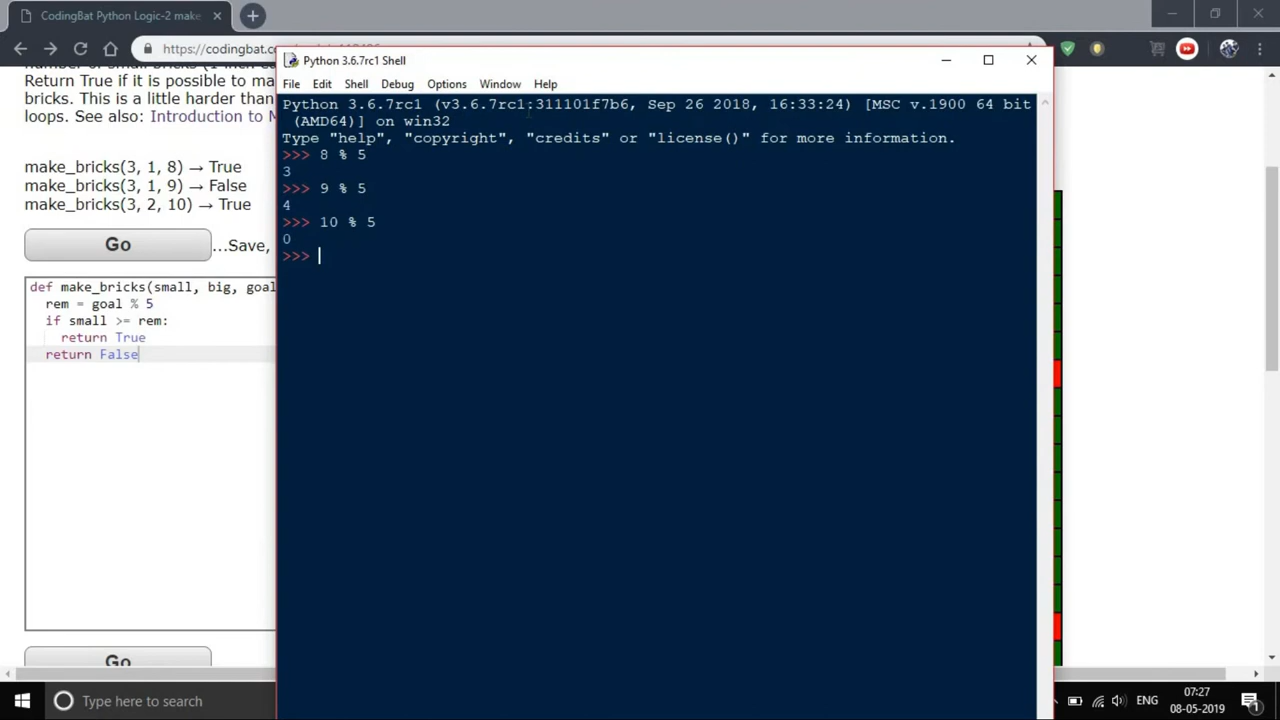 CodingBat Python Logic-2 make
https://codingbat.c
Python 3.6.7rc1 Shell
File Edit Shell Debug Options Window Help
Return True if it is possible to ma
bricks. This is a little harder than
loops. See also: Introduction to M
make_bricks(3, 1, 8) → True
make_bricks(3, 1, 9) → False
make_bricks(3, 2, 10) → True
Go ...Save,
def make_bricks(small, big, goal
rem = goal % 5
if small >= rem:
return True
return False
Go
Python 3.6.7rc1 (v3.6.7rc1:311101f7b6, Sep 26 2018, 16:33:24) [MSC v.1900 64 bit
(AMD64)] on win32
Type "help", "copyright", "credits" or "license()" for more information.
>>> 8 % 5
3
>>> 9 % 5
4
>>> 10 % 5
0
>>>
Type here to search
ENG
07:27
08-05-2019